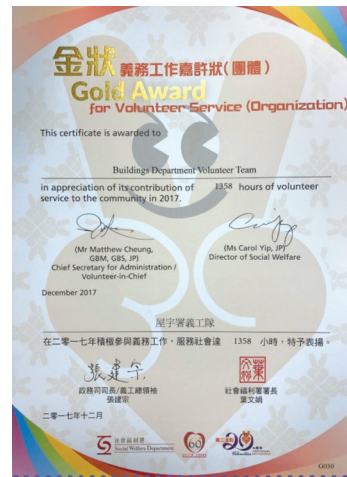 金狀 義務工作嘉許狀(團體)
Gold Award
for Volunteer Service (Organization)
This certificate is awarded to
Buildings Department Volunteer Team
in appreciation of its contribution of 1358 hours of volunteer
service to the community in 2017.
(Mr Matthew Cheung,
GBM, GBS, JP)
Chief Secretary for Administration /
Volunteer-in-Chief
(Ms Carol Yip, JP)
Director of Social Welfare
December 2017
屋宇署義工隊
在二零一七年積極參與義務工作，服務社會達 1358 小時，特予表揚。
張建宗
政務司司長/義工總領袖
張建宗
社會福利署署長
葉文娟
二零一七年十二月
社會福利署
Social Welfare Department
60
G030